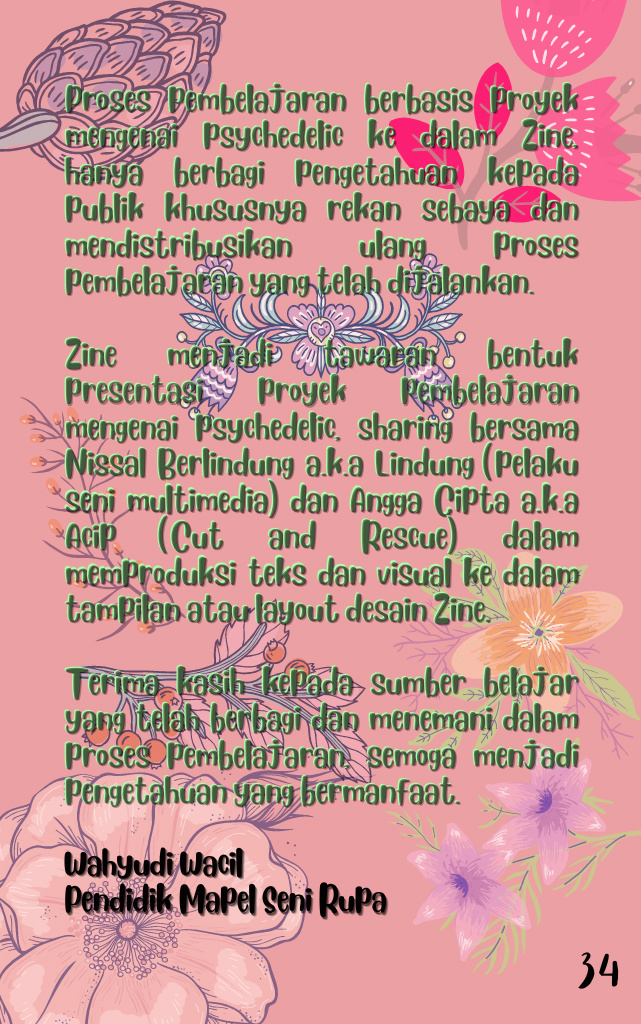 Proses Pembelajaran berbasis Proyek
mengenai Psychedelic ke dalam Zine,
hanya berbagi Pengetahuan kepada
Publik khususnya rekan sebaya dan
mendistribusikan ulang Proses
Pembelajaran yang telah dijalankan.
Zine menjadi tawaran bentuk
Presentasi Proyek Pembelajaran
mengenai Psychedelic, sharing bersama
Nissal Berlindung a.k.a Lindung (Pelaku
seni multimedia) dan Angga Cipta a.k.a
Acip (Cut and Rescue) dalam
memproduksi teks dan visual ke dalam
tampilan atau layout desain Zine.
Terima kasih kepada sumber belajar
yang telah berbagi dan menemani dalam
Proses Pembelajaran, semoga menjadi
Pengetahuan yang bermanfaat.
Wahyudi Wacil
Pendidik Mapel Seni Rupa
34